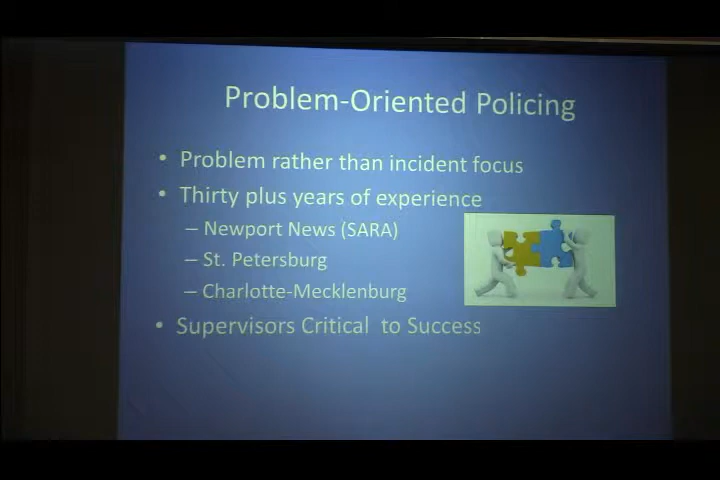 Problem-Oriented Policing
• Problem rather than incident focus
• Thirty plus years of experience
– Newport News (SARA)
– St. Petersburg
– Charlotte-Mecklenburg
• Supervisors Critical to Success